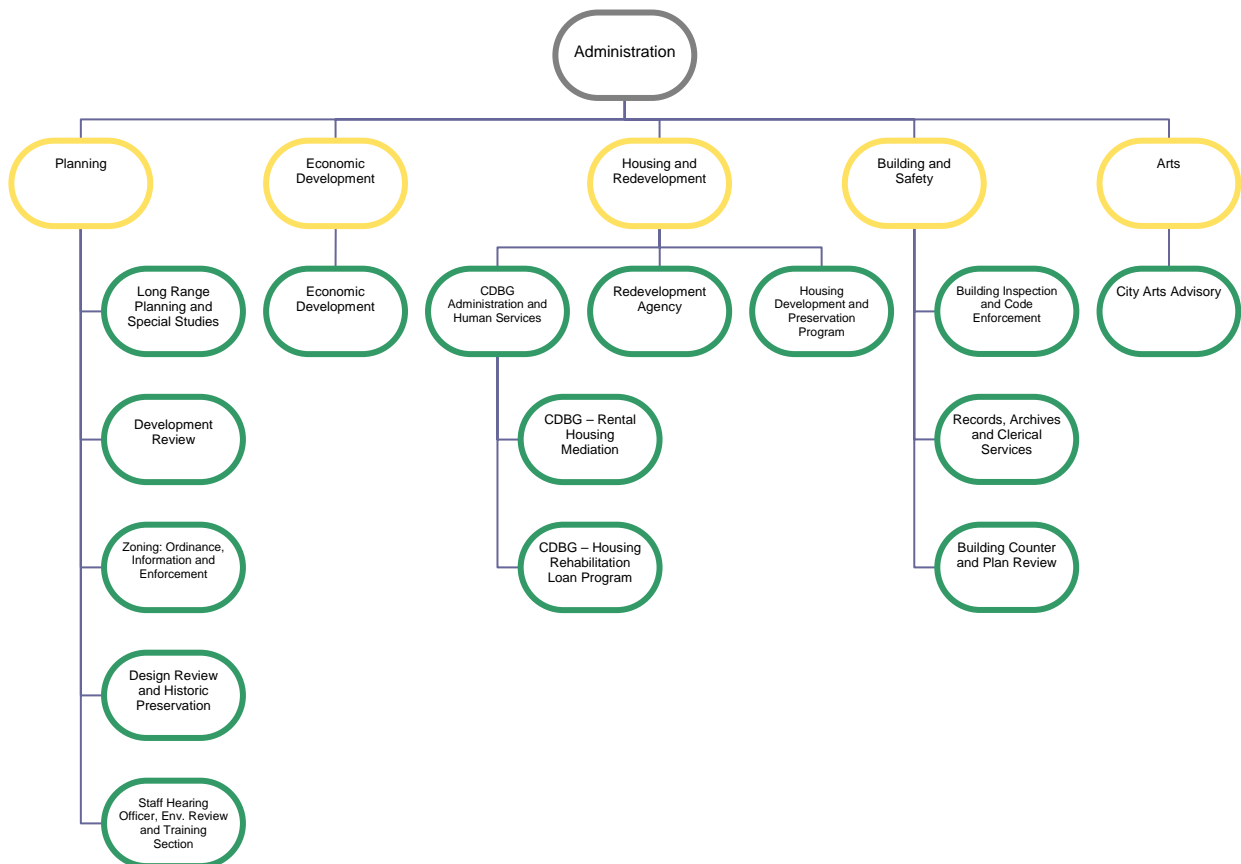 Administration
Planning
Economic
Development
Housing and
Redevelopment
Building and
Safety
Arts
Long Range
Planning and
Special Studies
Economic
Development
CDBG
Administration and
Human Services
Redevelopment
Agency
Housing
Development and
Preservation
Program
Building Inspection
and Code
Enforcement
City Arts Advisory
Development
Review
CDBG – Rental
Housing
Mediation
Records, Archives
and Clerical
Services
Zoning: Ordinance,
Information and
Enforcement
CDBG – Housing
Rehabilitation
Loan Program
Building Counter
and Plan Review
Design Review
and Historic
Preservation
Staff Hearing
Officer, Env. Review
and Training
Section